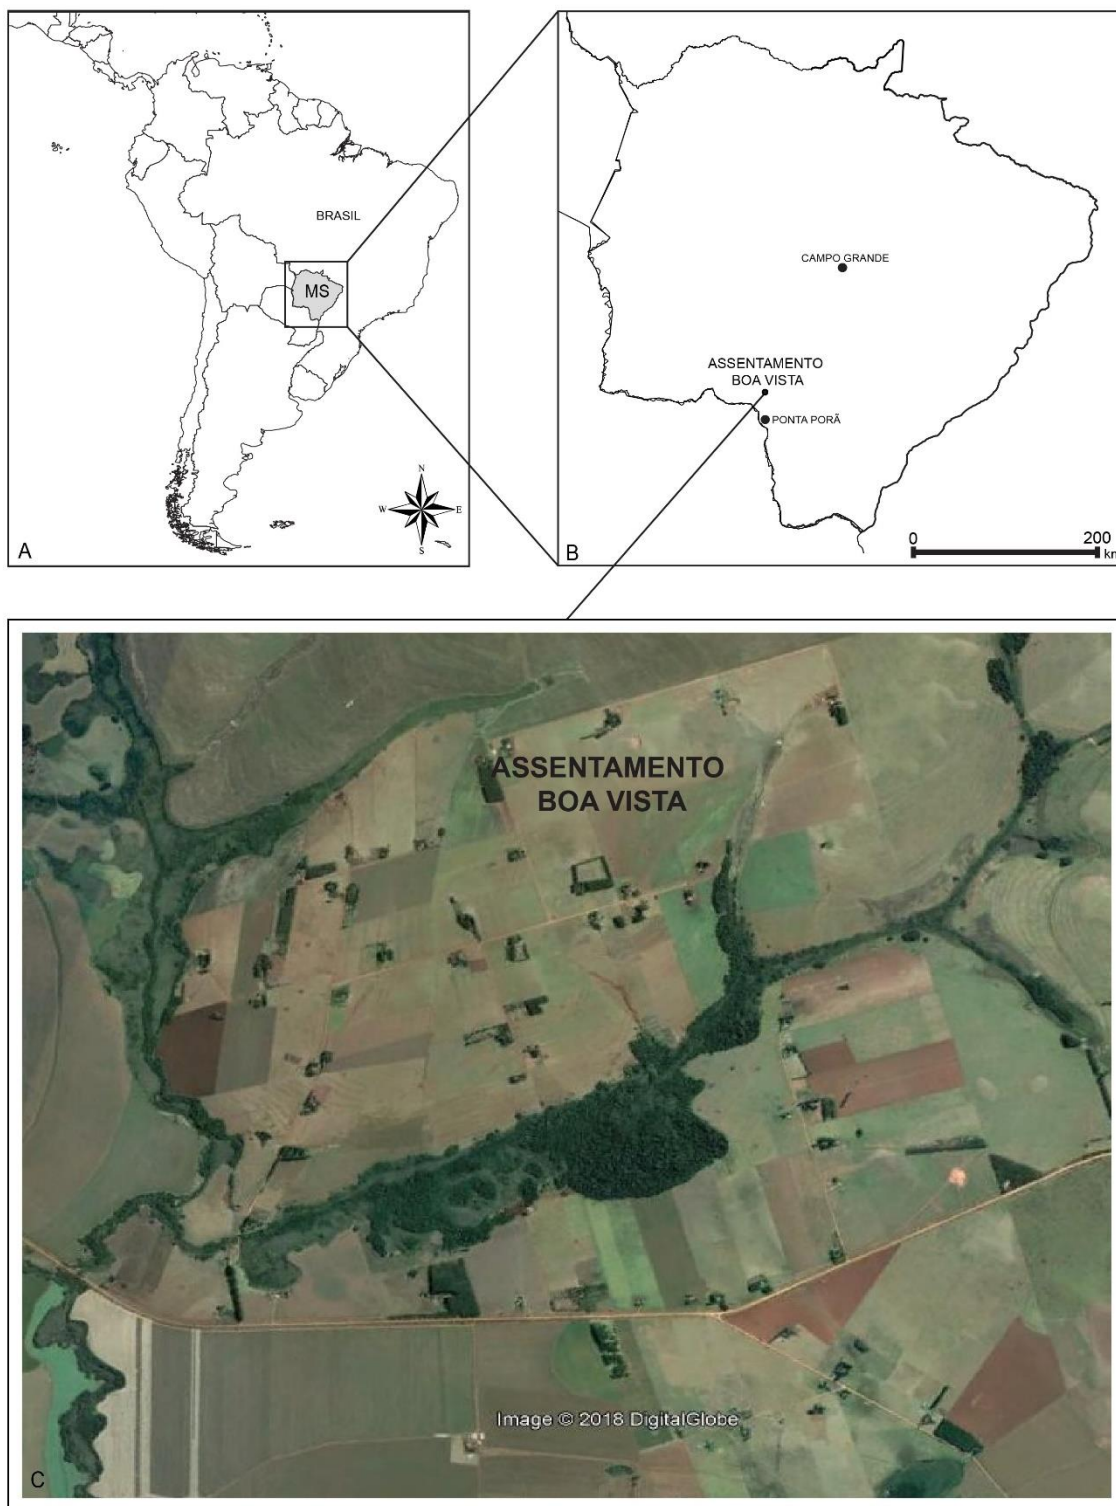 BRASIL
MS
N
W
E
S
A
CAMPO GRANDE
ASSENTAMENTO
BOA VISTA
PONTA PORÃ
0
200
km
B
ASSENTAMENTO
BOA VISTA
Image © 2018 DigitalGlobe
C